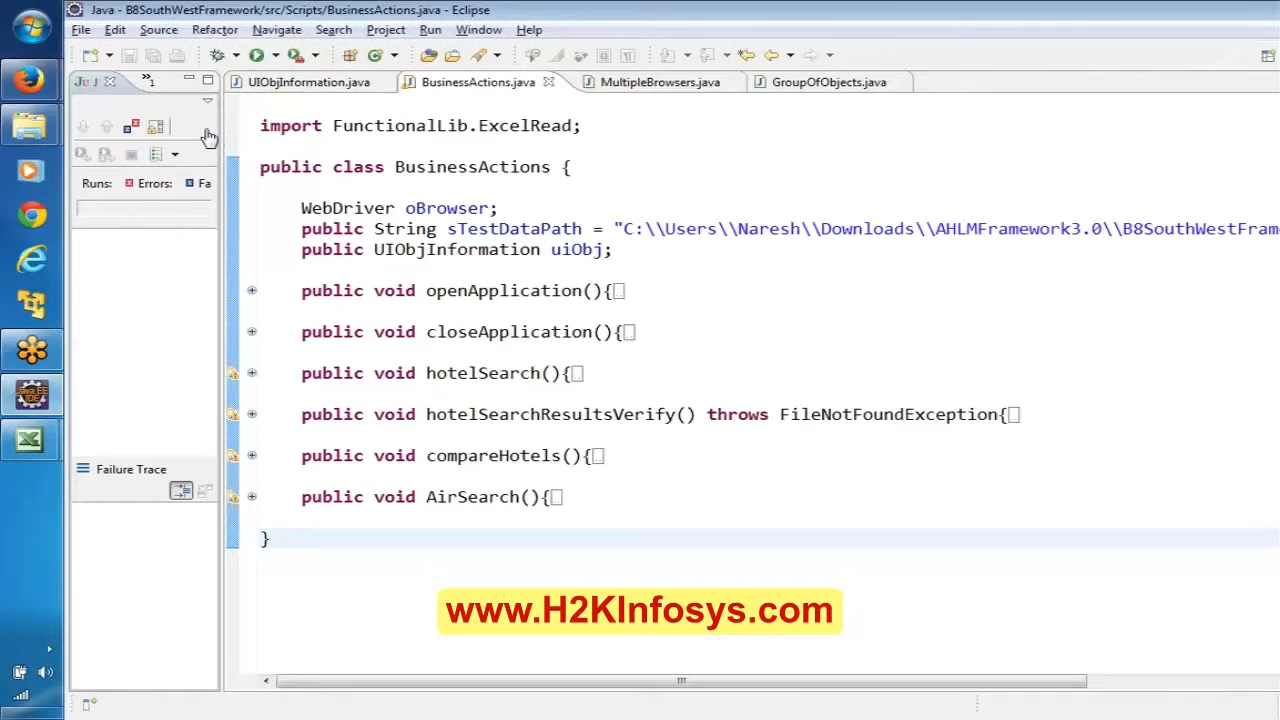 Java - B8SouthWestFramework/src/Scripts/BusinessActions.java - Eclipse
File Edit Source Refactor Navigate Search Project Run Window Help
UIObjInformation.java BusinessActions.java MultipleBrowsers.java GroupOfObjects.java
import FunctionalLib.ExcelRead;
public class BusinessActions {
Runs: Errors: Fa
WebDriver oBrowser;
public String sTestDataPath = "C:\\Users\\Naresh\\Downloads\\AHLMFramework3.0\\B8SouthWestFram
public UIObjInformation uiObj;
public void openApplication(){
public void closeApplication(){
public void hotelSearch(){
public void hotelSearchResultsVerify() throws FileNotFoundException{
public void compareHotels(){
Failure Trace
public void AirSearch(){
}
www.H2KInfosys.com